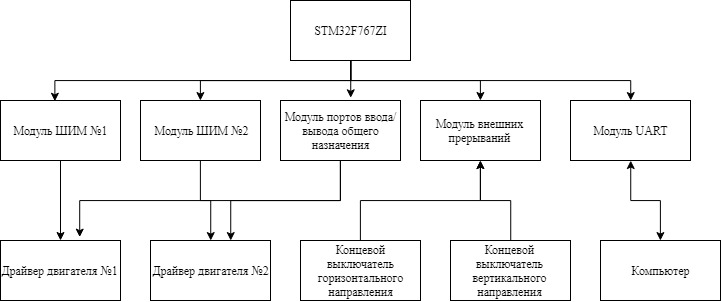 STM32F767ZI
Модуль ШИМ №1
Модуль ШИМ №2
Модуль портов ввода/
вывода общего
назначения
Модуль внешних
прерываний
Модуль UART
Драйвер двигателя №1
Драйвер двигателя №2
Концевой
выключатель
горизонтального
направления
Концевой
выключатель
вертикального
направления
Компьютер